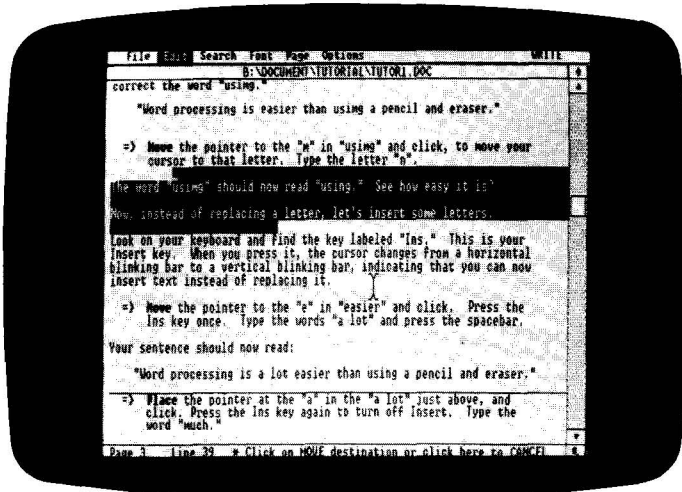 File Edit Search Font Page Options WRITE
B:\DOCUMENT\TUTORIAL\TUTOR1.DOC
correct the word "usimg."
"Word processing is easier than usimg a pencil and eraser."
=) Move the pointer to the "m" in "usimg" and click, to move your
cursor to that letter. Type the letter "n".
The word "usimg" should now read "using." See how easy it is?
Now, instead of replacing a letter, let's insert some letters.
Look on your keyboard and find the key labeled "Ins." This is your
Insert key. When you press it, the cursor changes from a horizontal
blinking bar to a vertical blinking bar, indicating that you can now
insert text instead of replacing it.
=) Move the pointer to the "e" in "easier" and click. Press the
Ins key once. Type the words "a lot" and press the spacebar.
Your sentence should now read:
"Word processing is a lot easier than using a pencil and eraser."
=) Place the pointer at the "a" in the "a lot" just above, and
click. Press the Ins key again to turn off Insert. Type the
word "much."
Page 3 Line 39 * Click on MOVE destination or click here to CANCEL